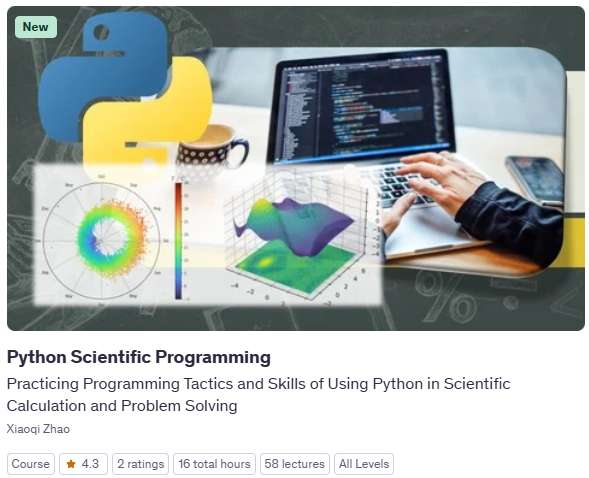 New
Python Scientific Programming
Practicing Programming Tactics and Skills of Using Python in Scientific
Calculation and Problem Solving
Xiaoqi Zhao
Course
4.3
2 ratings
16 total hours
58 lectures
All Levels